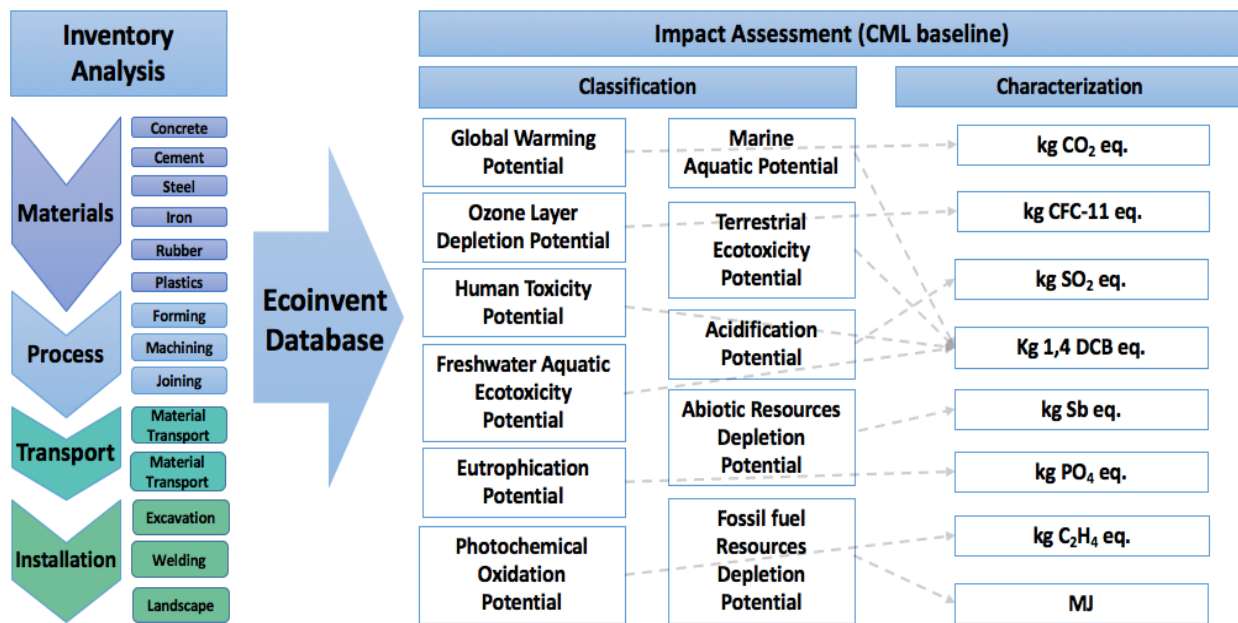 Inventory
Analysis
Materials
Concrete
Cement
Steel
Iron
Rubber
Plastics
Process
Forming
Machining
Joining
Transport
Material
Transport
Material
Transport
Installation
Excavation
Welding
Landscape
Ecoinvent
Database
Impact Assessment (CML baseline)
Classification
Global Warming
Potential
Ozone Layer
Depletion Potential
Human Toxicity
Potential
Freshwater Aquatic
Ecotoxicity
Potential
Eutrophication
Potential
Photochemical
Oxidation
Potential
Marine
Aquatic Potential
Terrestrial
Ecotoxicity
Potential
Acidification
Potential
Abiotic Resources
Depletion
Potential
Fossil fuel
Resources
Depletion
Potential
Characterization
kg CO₂ eq.
kg CFC-11 eq.
kg SO₂ eq.
Kg 1,4 DCB eq.
kg Sb eq.
kg PO₄ eq.
kg C₂H₄ eq.
MJ